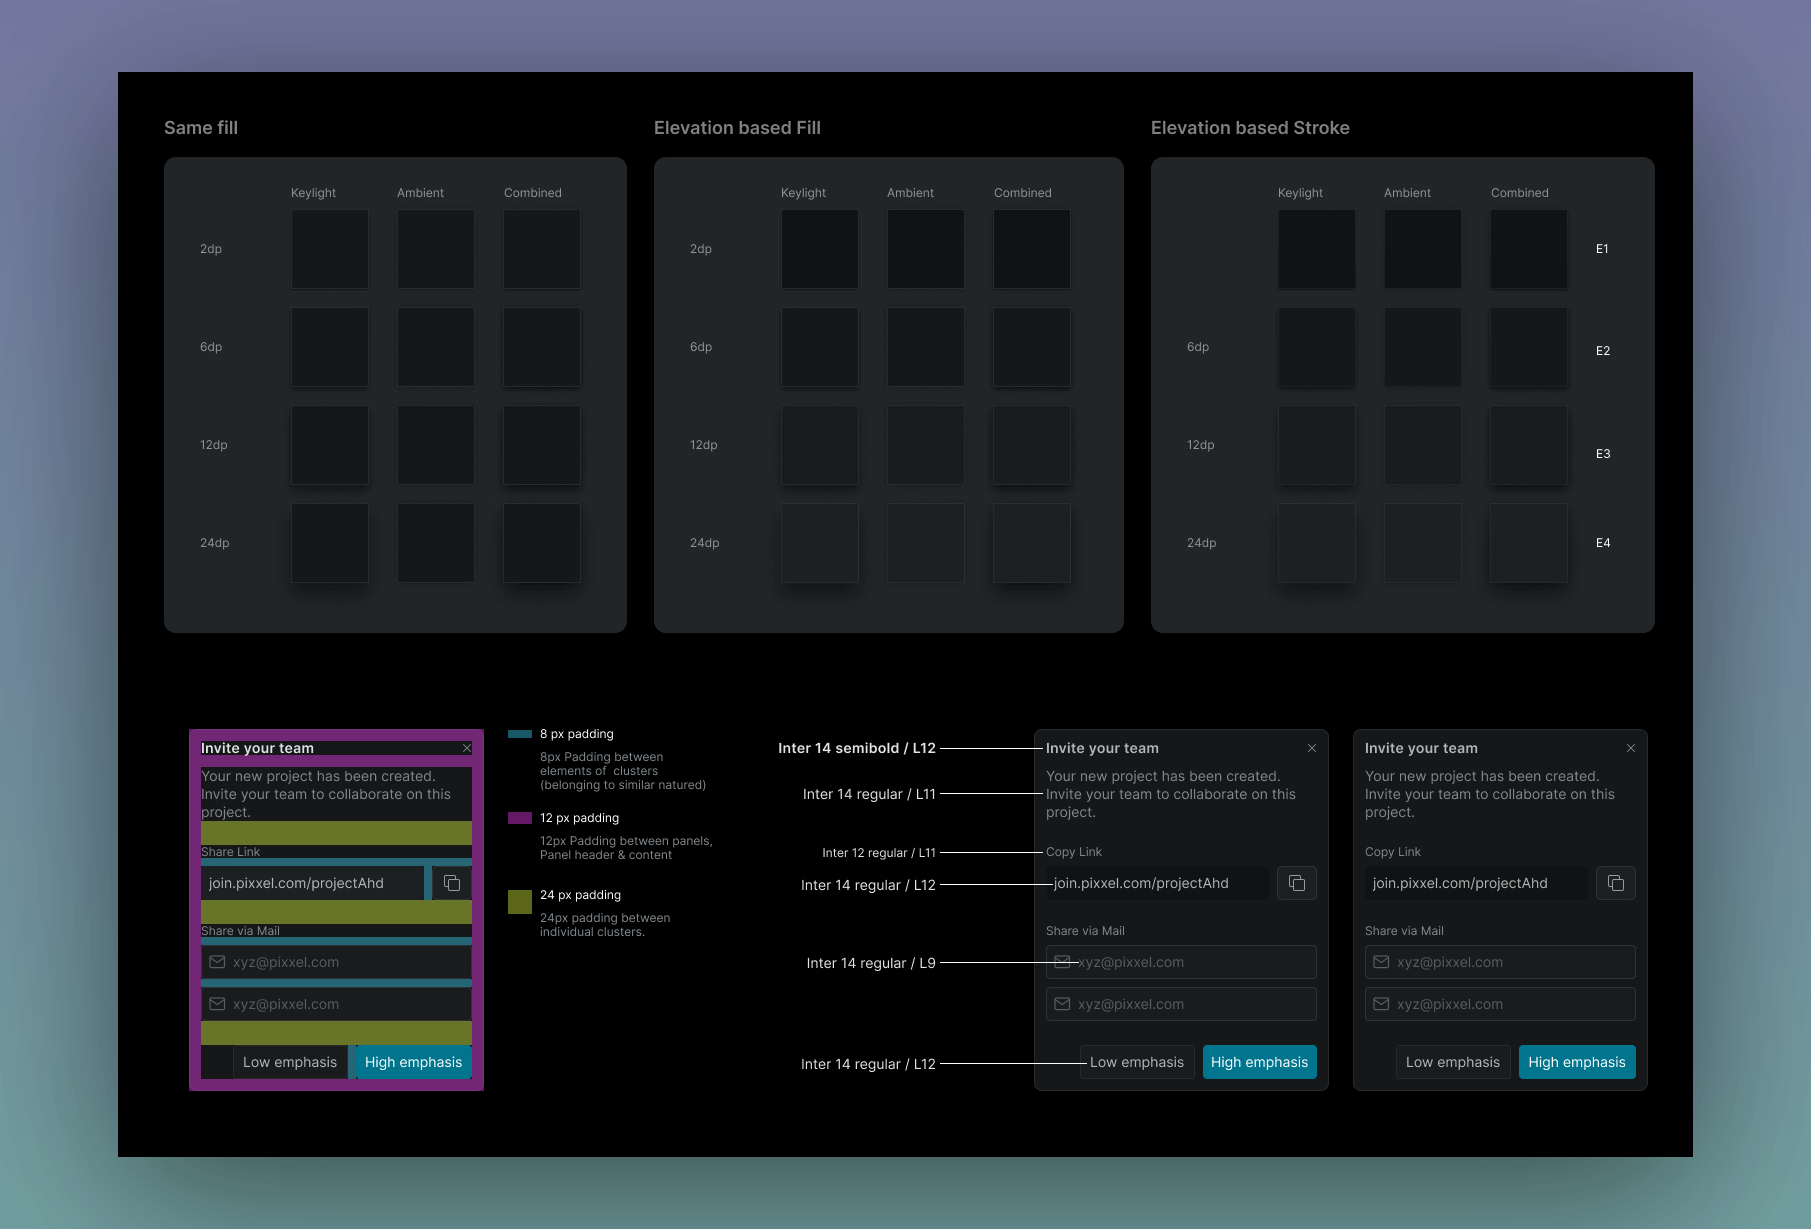 Same fill
Keylight Ambient Combined
2dp
6dp
12dp
24dp
Elevation based Fill
Keylight Ambient Combined
2dp
6dp
12dp
24dp
Elevation based Stroke
Keylight Ambient Combined
E1
6dp E2
12dp E3
24dp E4
Invite your team
Your new project has been created.
Invite your team to collaborate on this
project.
Share Link
join.pixxel.com/projectAhd
Share via Mail
xyz@pixxel.com
xyz@pixxel.com
Low emphasis High emphasis
8 px padding
8px Padding between
elements of clusters
(belonging to similar natured)
12 px padding
12px Padding between panels,
Panel header & content
24 px padding
24px padding between
individual clusters.
Inter 14 semibold / L12
Inter 14 regular / L11
Inter 12 regular / L11
Inter 14 regular / L12
Inter 14 regular / L9
Inter 14 regular / L12
Invite your team
Your new project has been created.
Invite your team to collaborate on this
project.
Copy Link
join.pixxel.com/projectAhd
Share via Mail
xyz@pixxel.com
xyz@pixxel.com
Low emphasis High emphasis
Invite your team
Your new project has been created.
Invite your team to collaborate on this
project.
Copy Link
join.pixxel.com/projectAhd
Share via Mail
xyz@pixxel.com
xyz@pixxel.com
Low emphasis High emphasis